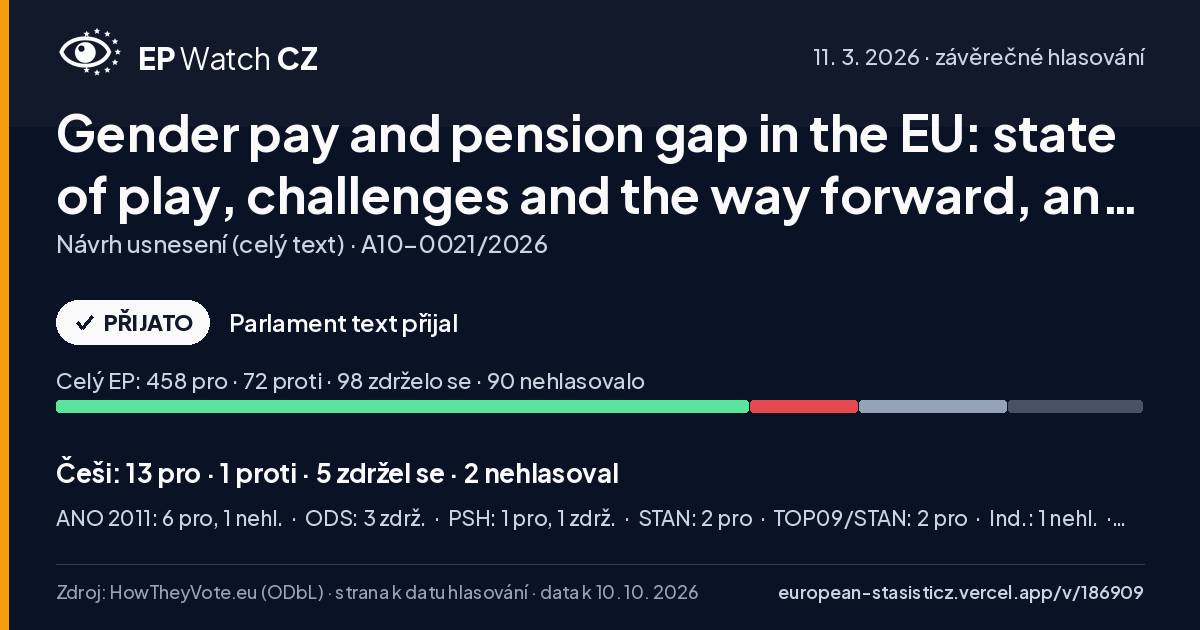 EP Watch CZ
11. 3. 2026 · závěrečné hlasování
Gender pay and pension gap in the EU: state
of play, challenges and the way forward, an…
Návrh usnesení (celý text) · A10-0021/2026
✓ PŘIJATO
Parlament text přijal
Celý EP: 458 pro · 72 proti · 98 zdrželo se · 90 nehlasovalo
Češi: 13 pro · 1 proti · 5 zdržel se · 2 nehlasoval
ANO 2011: 6 pro, 1 nehl. · ODS: 3 zdrž. · PSH: 1 pro, 1 zdrž. · STAN: 2 pro · TOP09/STAN: 2 pro · Ind.: 1 nehl. ·…
Zdroj: HowTheyVote.eu (ODbL) · strana k datu hlasování · data k 10. 10. 2026
european-stasisticz.vercel.app/v/186909